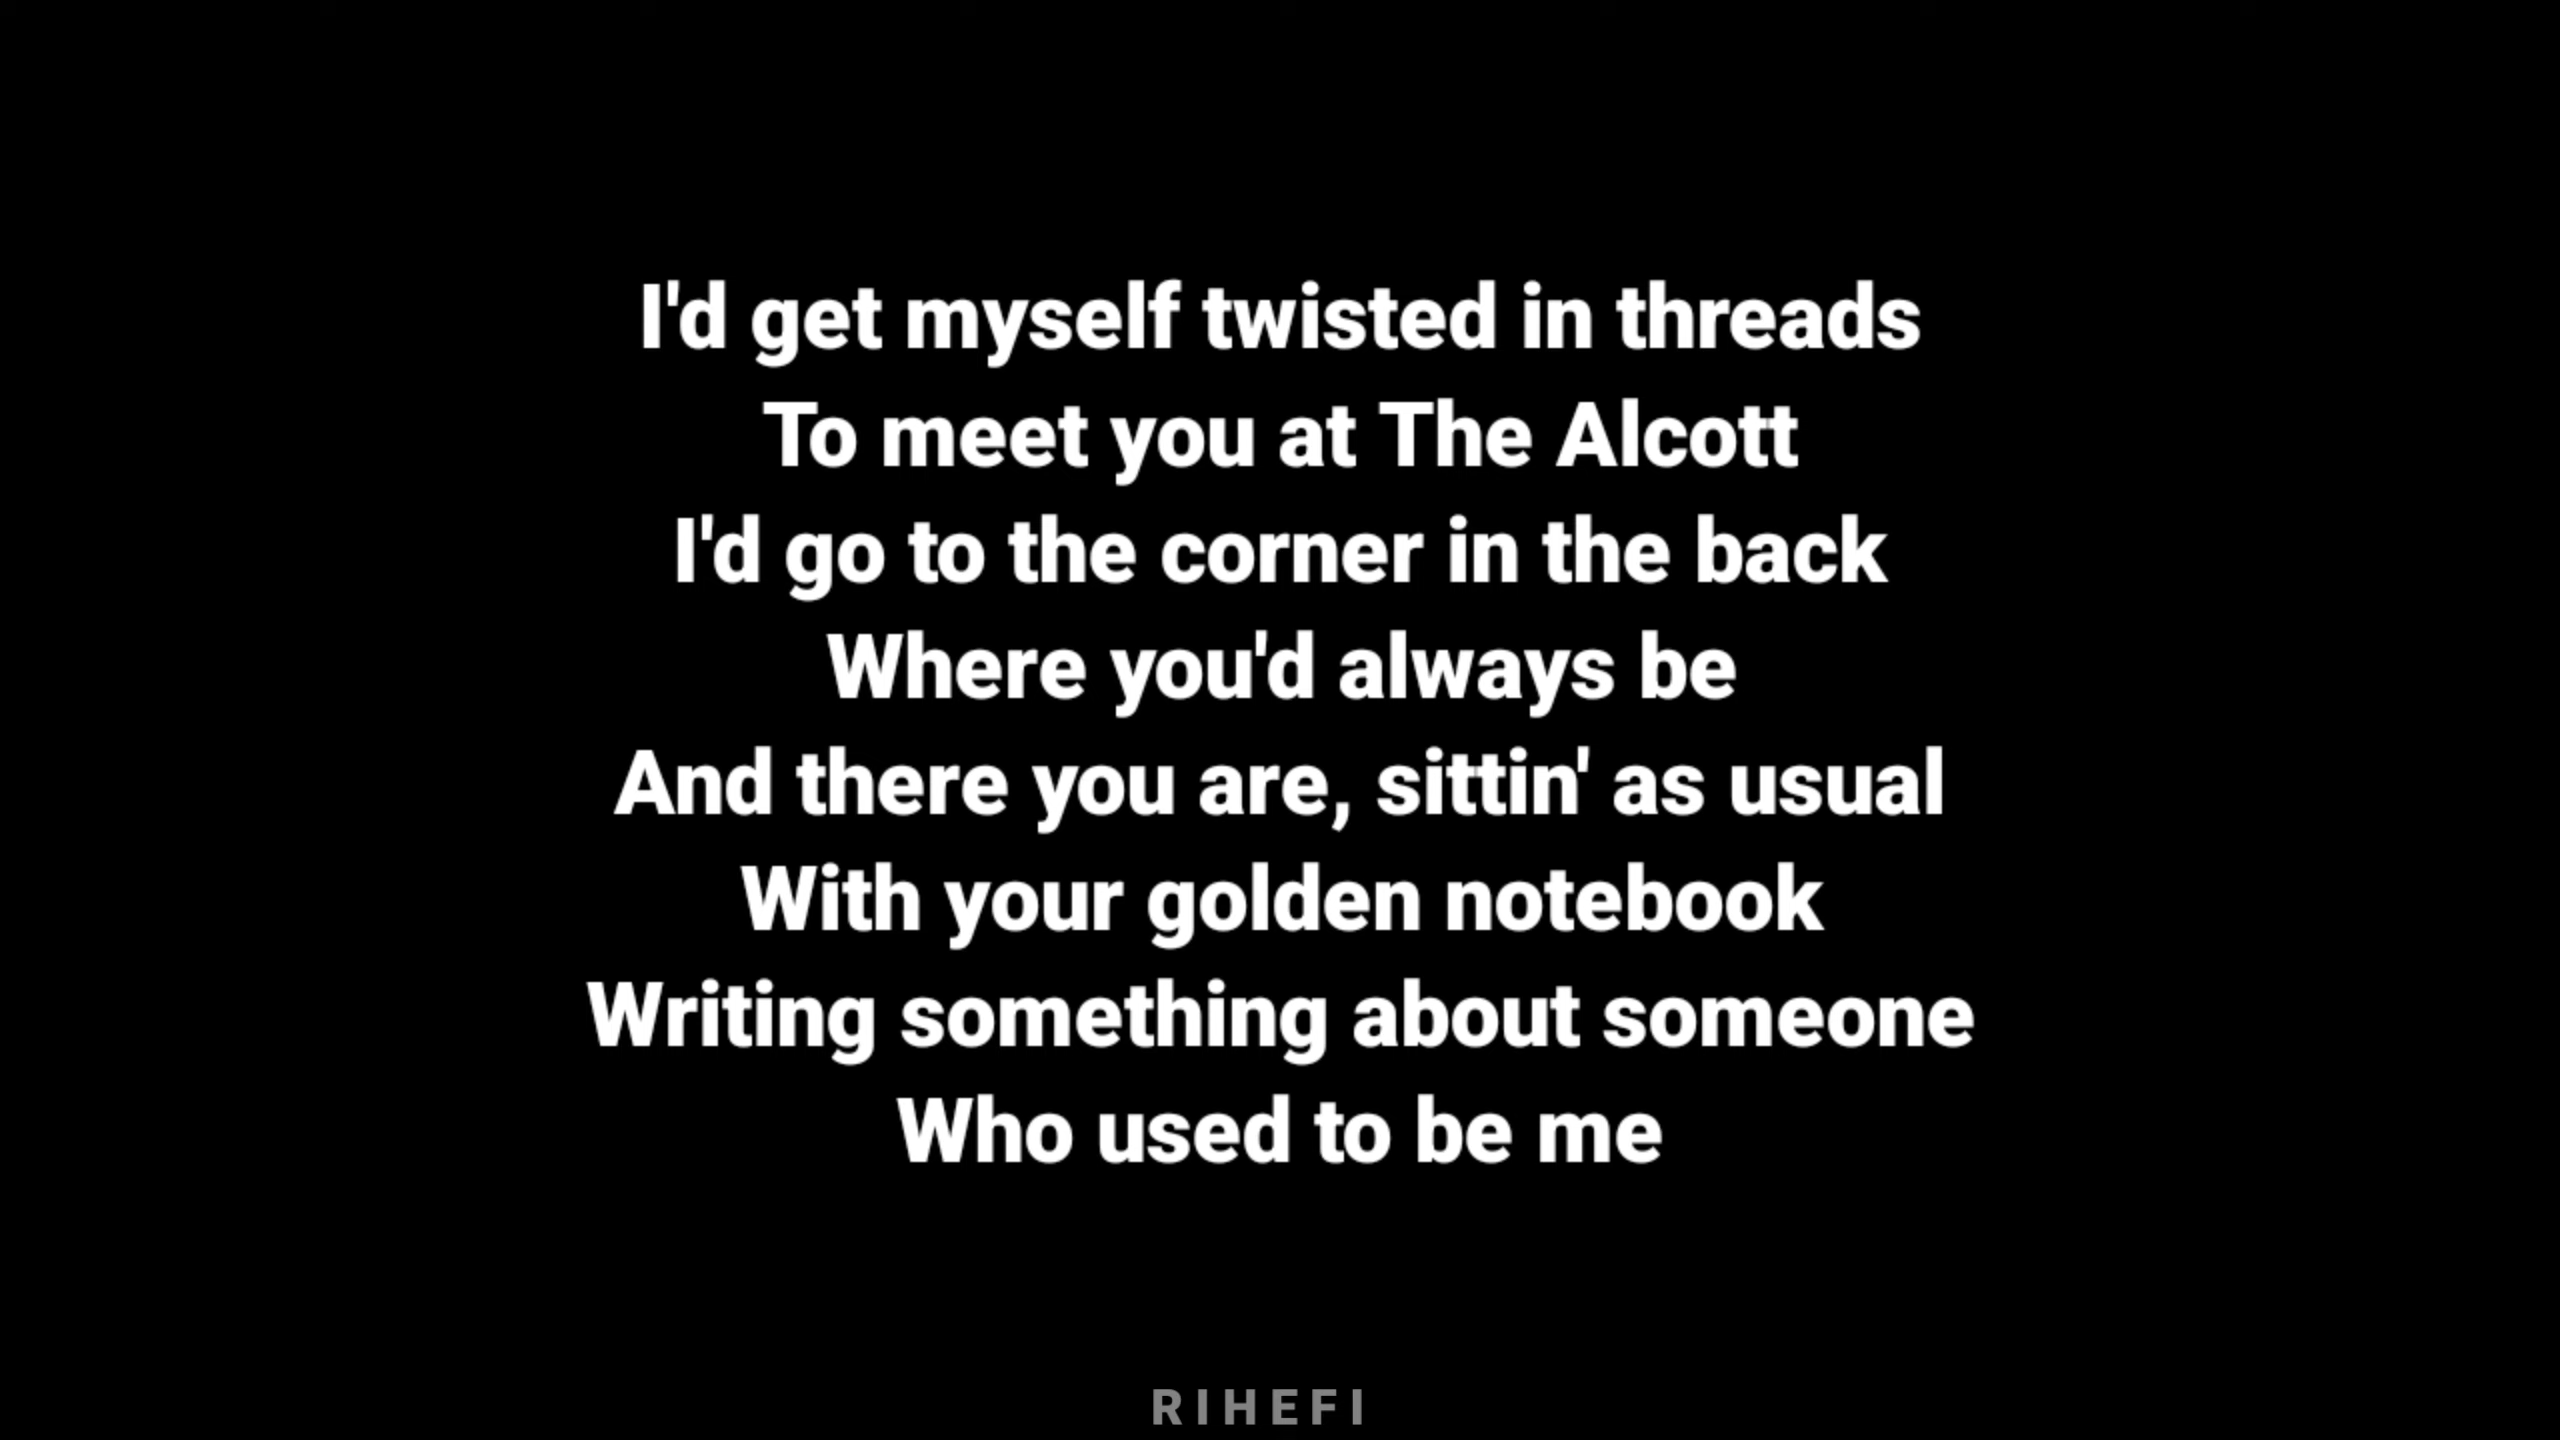 I'd get myself twisted in threads
To meet you at The Alcott
I'd go to the corner in the back
Where you'd always be
And there you are, sittin' as usual
With your golden notebook
Writing something about someone
Who used to be me
RIHEFI